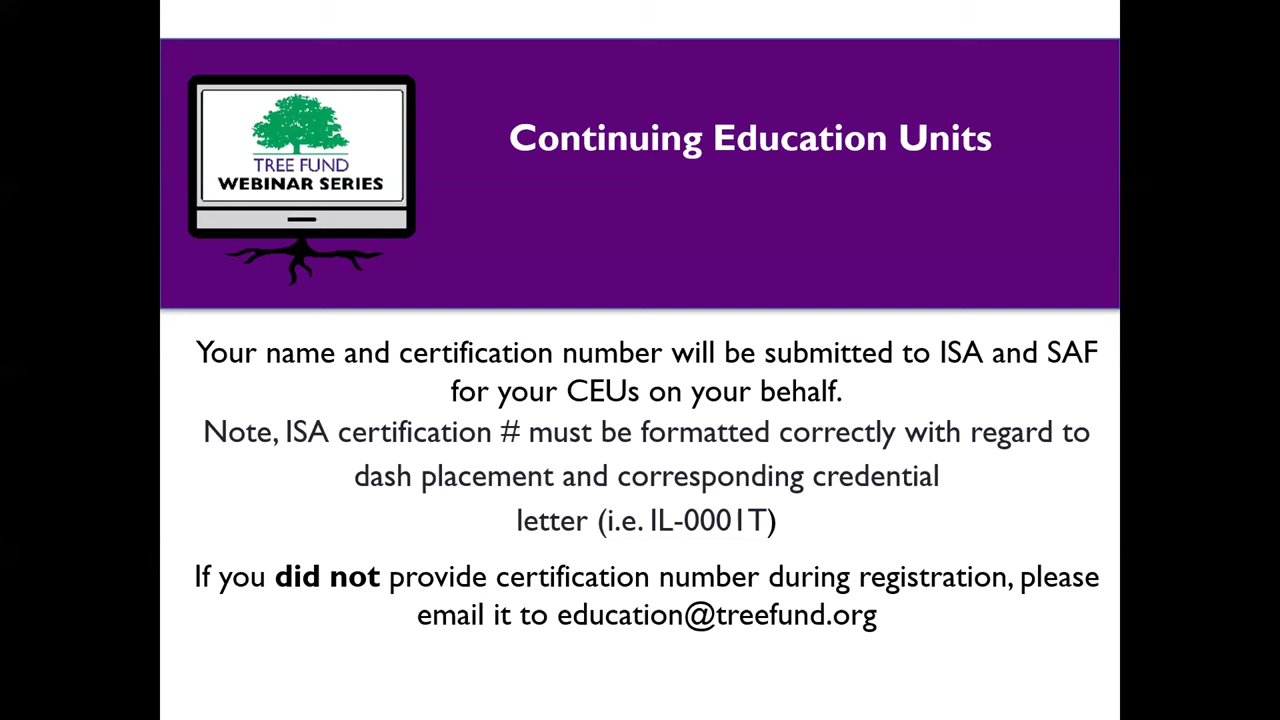 TREE FUND
WEBINAR SERIES
Continuing Education Units
Your name and certification number will be submitted to ISA and SAF
for your CEUs on your behalf.
Note, ISA certification # must be formatted correctly with regard to
dash placement and corresponding credential
letter (i.e. IL-0001T)
If you did not provide certification number during registration, please
email it to education@treefund.org